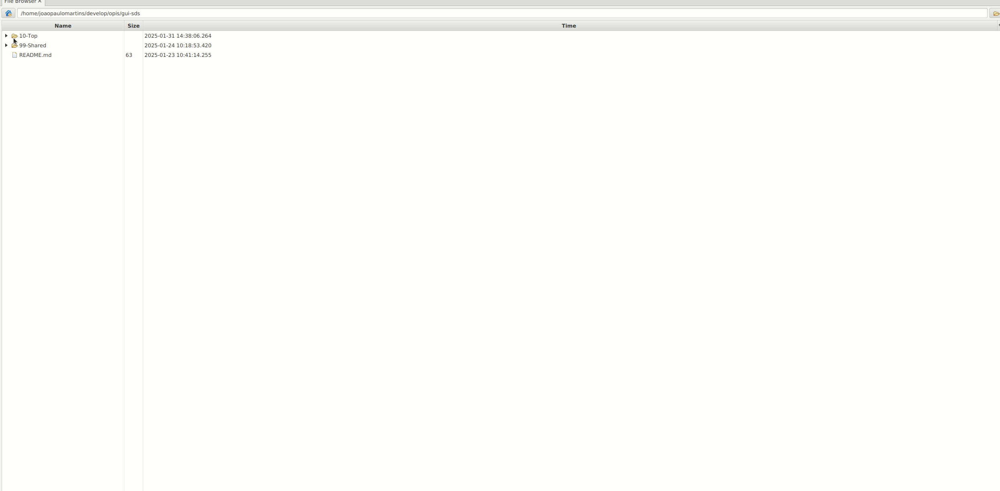 File Browser
/home/joaopaulomartins/develop/opis/gui-sds
Name Size Time
10-Top 2025-01-31 14:38:06.264
99-Shared 2025-01-24 10:18:53.420
README.md 63 2025-01-23 10:41:14.255